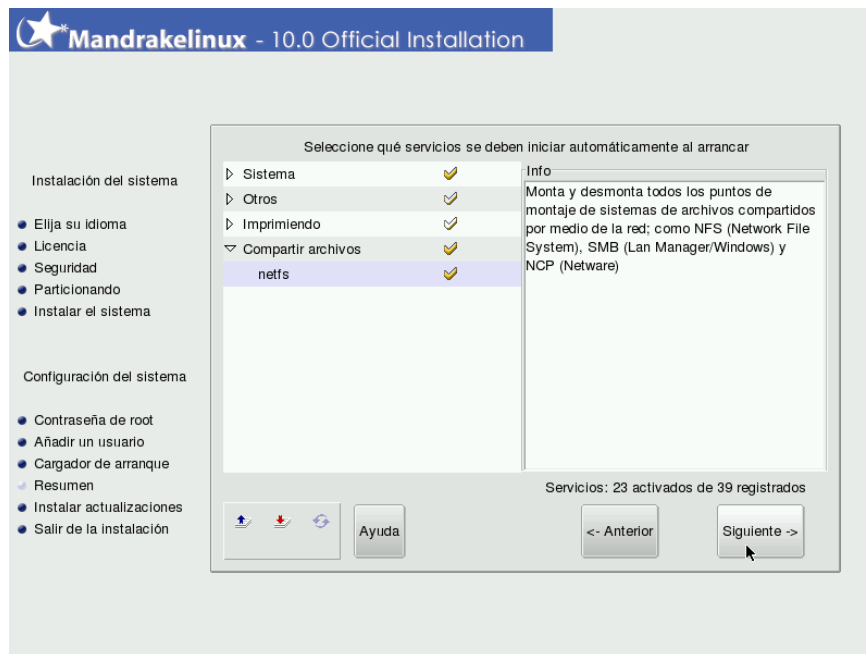 Mandrakelinux - 10.0 Official Installation
Instalación del sistema
Elija su idioma
Licencia
Seguridad
Particionando
Instalar el sistema
Configuración del sistema
Contraseña de root
Añadir un usuario
Cargador de arranque
Resumen
Instalar actualizaciones
Salir de la instalación
Seleccione qué servicios se deben iniciar automáticamente al arrancar
Sistema
Otros
Imprimiendo
Compartir archivos
netfs
Info
Monta y desmonta todos los puntos de
montaje de sistemas de archivos compartidos
por medio de la red; como NFS (Network File
System), SMB (Lan Manager/Windows) y
NCP (Netware)
Servicios: 23 activados de 39 registrados
Ayuda
<- Anterior
Siguiente ->